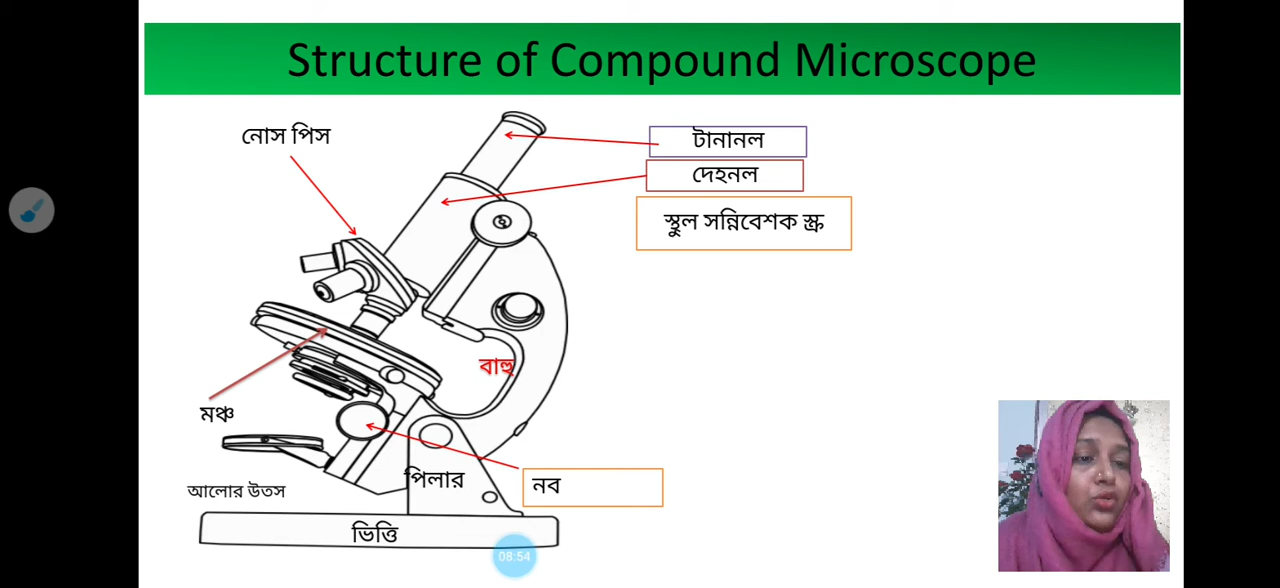 Structure of Compound Microscope
নোস পিস
টানানল
দেহনল
স্থুল সন্নিবেশক স্ক্র
বাহু
মঞ্চ
পিলার
নব
আলোর উতস
ভিত্তি
08:54